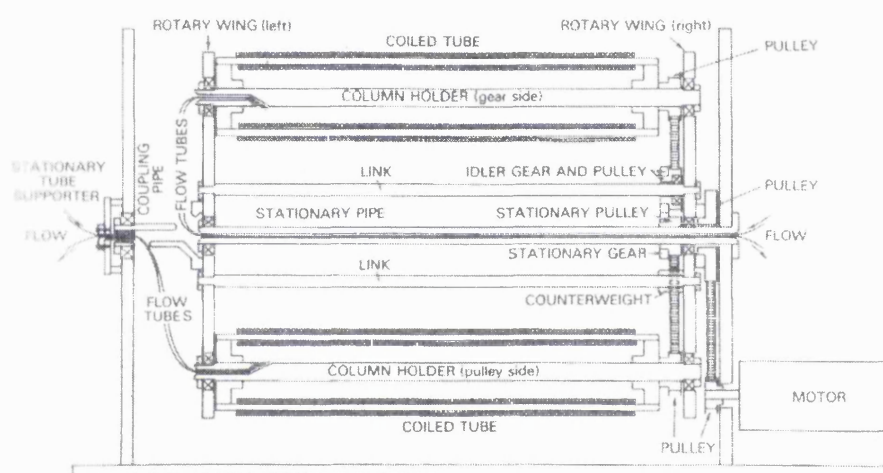 ROTARY WING (left)
ROTARY WING (right)
COILED TUBE
PULLEY
COLUMN HOLDER (gear side)
FLOW TUBES
COUPLING
PIPE
STATIONARY
TUBE
SUPPORTER
LINK
IDLER GEAR AND PULLEY
PULLEY
STATIONARY PIPE
STATIONARY PULLEY
FLOW
FLOW
STATIONARY GEAR
LINK
FLOW
TUBES
COUNTERWEIGHT
COLUMN HOLDER (pulley side)
MOTOR
COILED TUBE
PULLEY